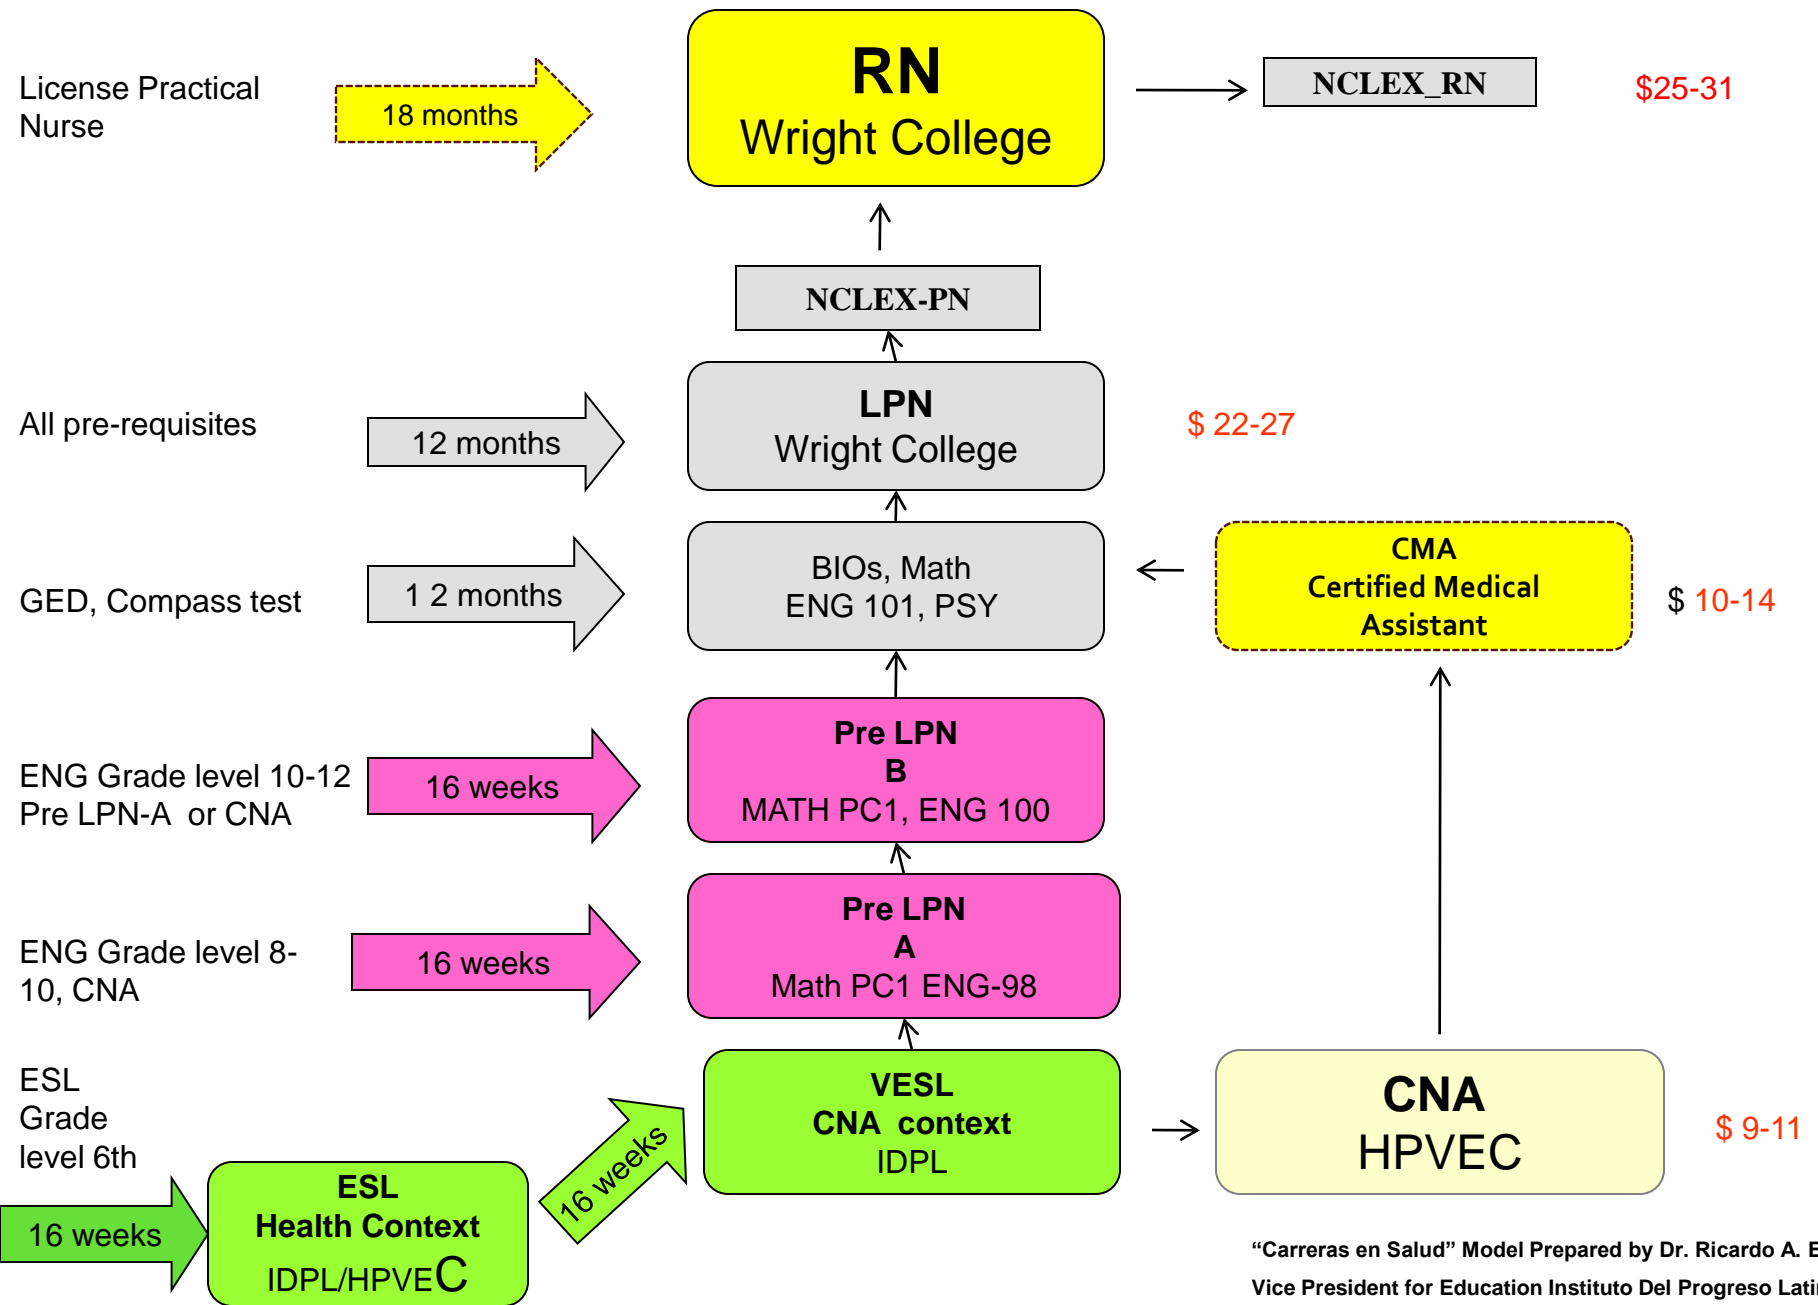 RN
Wright College
NCLEX_RN
$25-31
License Practical
Nurse
18 months
NCLEX-PN
LPN
Wright College
All pre-requisites
12 months
$ 22-27
BIOs, Math
ENG 101, PSY
CMA
Certified Medical
Assistant
GED, Compass test
1 2 months
$ 10-14
Pre LPN
B
MATH PC1, ENG 100
ENG Grade level 10-12
Pre LPN-A or CNA
16 weeks
Pre LPN
A
Math PC1 ENG-98
ENG Grade level 8-
10, CNA
16 weeks
VESL
CNA context
IDPL
CNA
HPVEC
$ 9-11
ESL
Grade
level 6th
16 weeks
ESL
Health Context
IDPL/HPVEC
16 weeks
“Carreras en Salud” Model Prepared by Dr. Ricardo A.
Vice President for Education Instituto Del Progreso